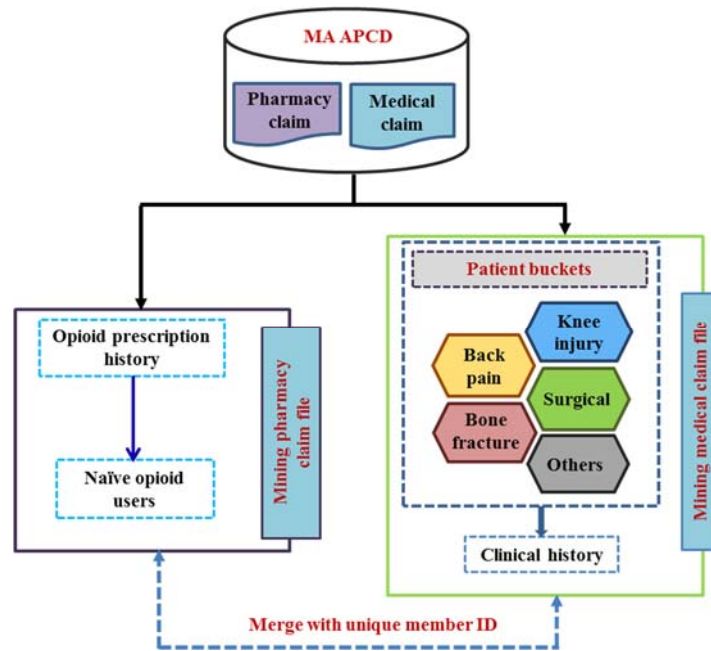 MA APCD
Pharmacy
claim
Medical
claim
Opioid prescription
history
Naïve opioid
users
Mining pharmacy
claim file
Patient buckets
Knee
injury
Back
pain
Surgical
Bone
fracture
Others
Clinical history
Mining medical claim file
Merge with unique member ID